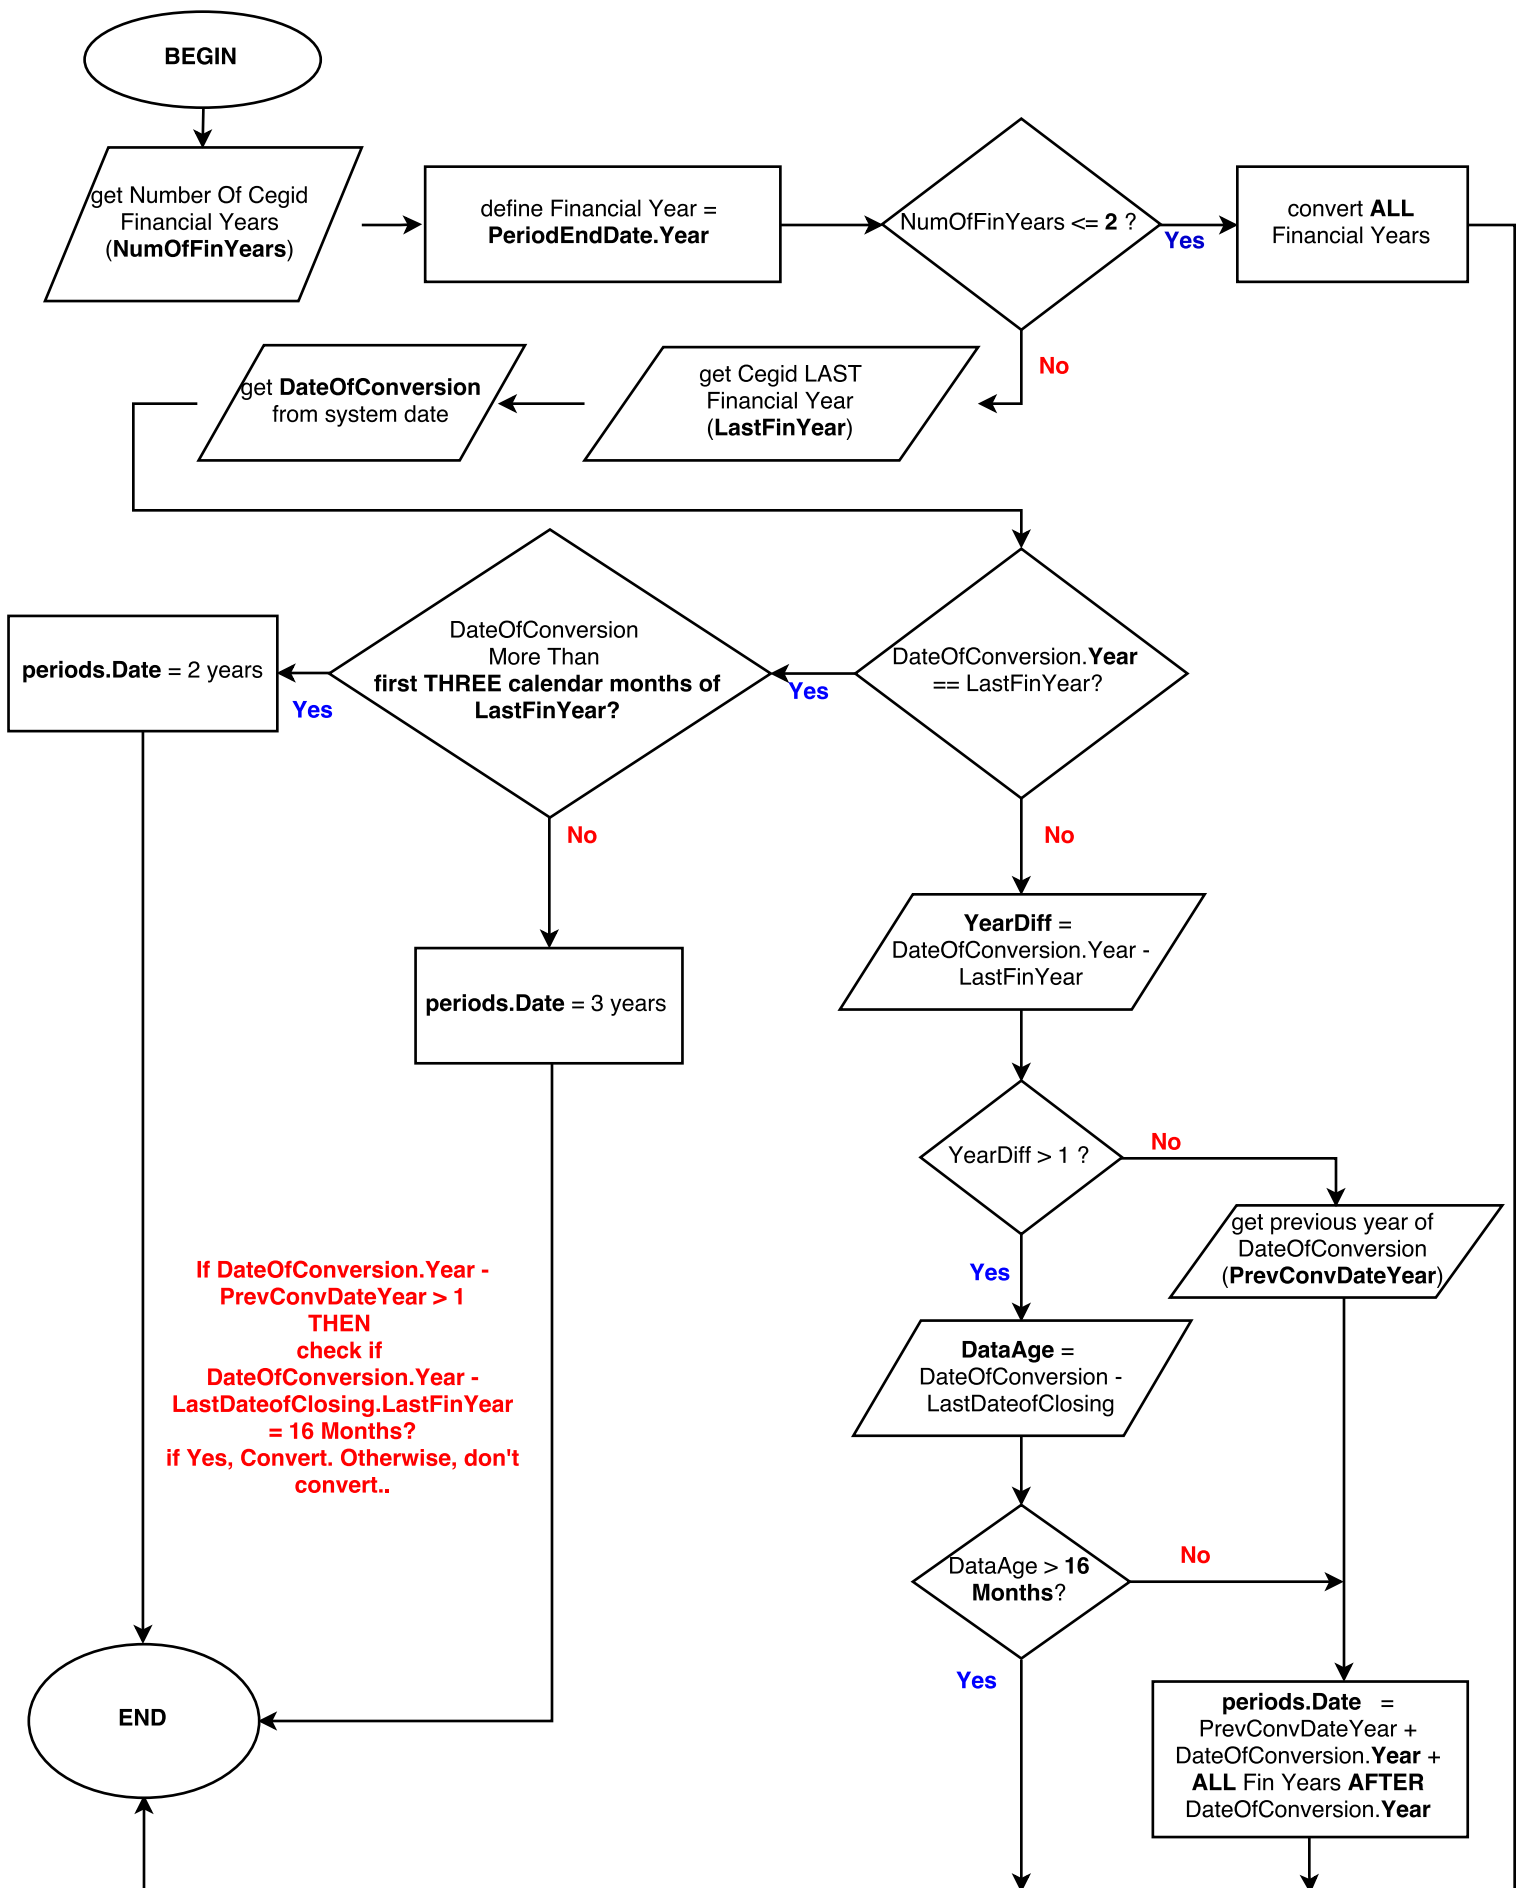 BEGIN
get Number Of Cegid
Financial Years
(NumOfFinYears)
define Financial Year =
PeriodEndDate.Year
NumOfFinYears <= 2 ?
Yes
convert ALL
Financial Years
No
get Cegid LAST
Financial Year
(LastFinYear)
get DateOfConversion
from system date
DateOfConversion.Year
== LastFinYear?
Yes
DateOfConversion
More Than
first THREE calendar months of
LastFinYear?
Yes
periods.Date = 2 years
No
periods.Date = 3 years
No
YearDiff =
DateOfConversion.Year -
LastFinYear
YearDiff > 1 ?
No
get previous year of
DateOfConversion
(PrevConvDateYear)
Yes
DataAge =
DateOfConversion -
LastDateofClosing
If DateOfConversion.Year -
PrevConvDateYear > 1
THEN
check if
DateOfConversion.Year -
LastDateofClosing.LastFinYear
= 16 Months?
if Yes, Convert. Otherwise, don't
convert..
DataAge > 16
Months?
No
Yes
periods.Date =
PrevConvDateYear +
DateOfConversion.Year +
ALL Fin Years AFTER
DateOfConversion.Year
END